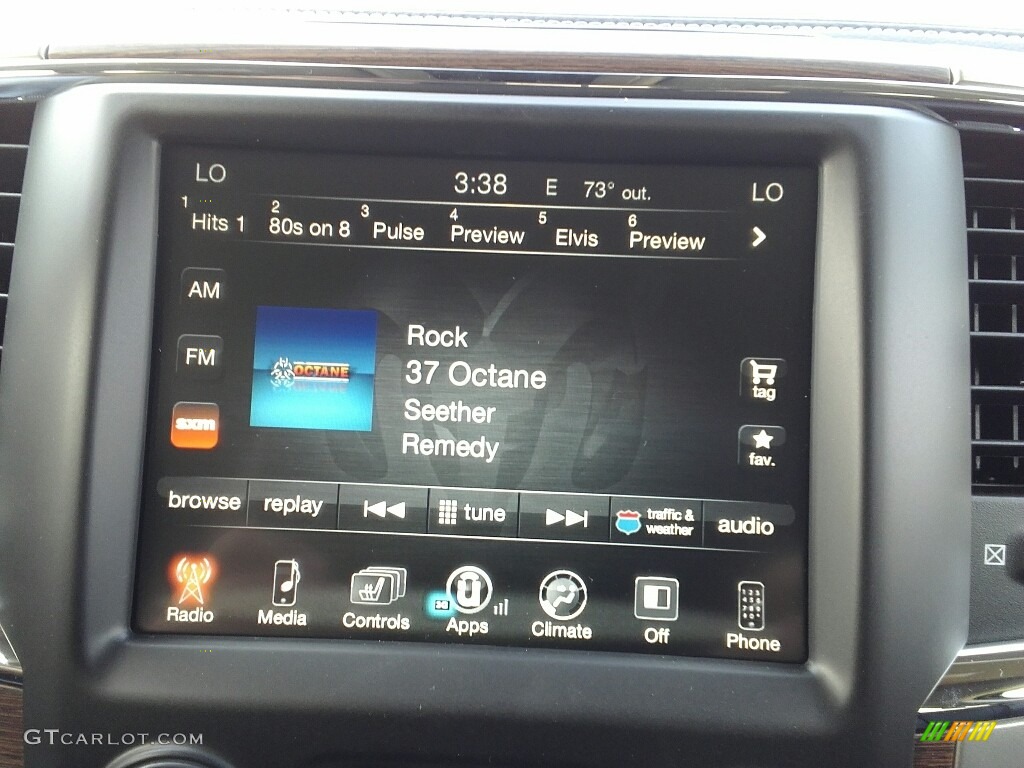 LO 3:38 E 73° out. LO
1 Hits 1 2 80s on 8 3 Pulse 4 Preview 5 Elvis 6 Preview
AM
FM
sxm
OCTANE
Rock
37 Octane
Seether
Remedy
tag
fav.
browse replay tune traffic & weather audio
Radio Media Controls 3G Apps Climate Off Phone
GTCARLOT.COM